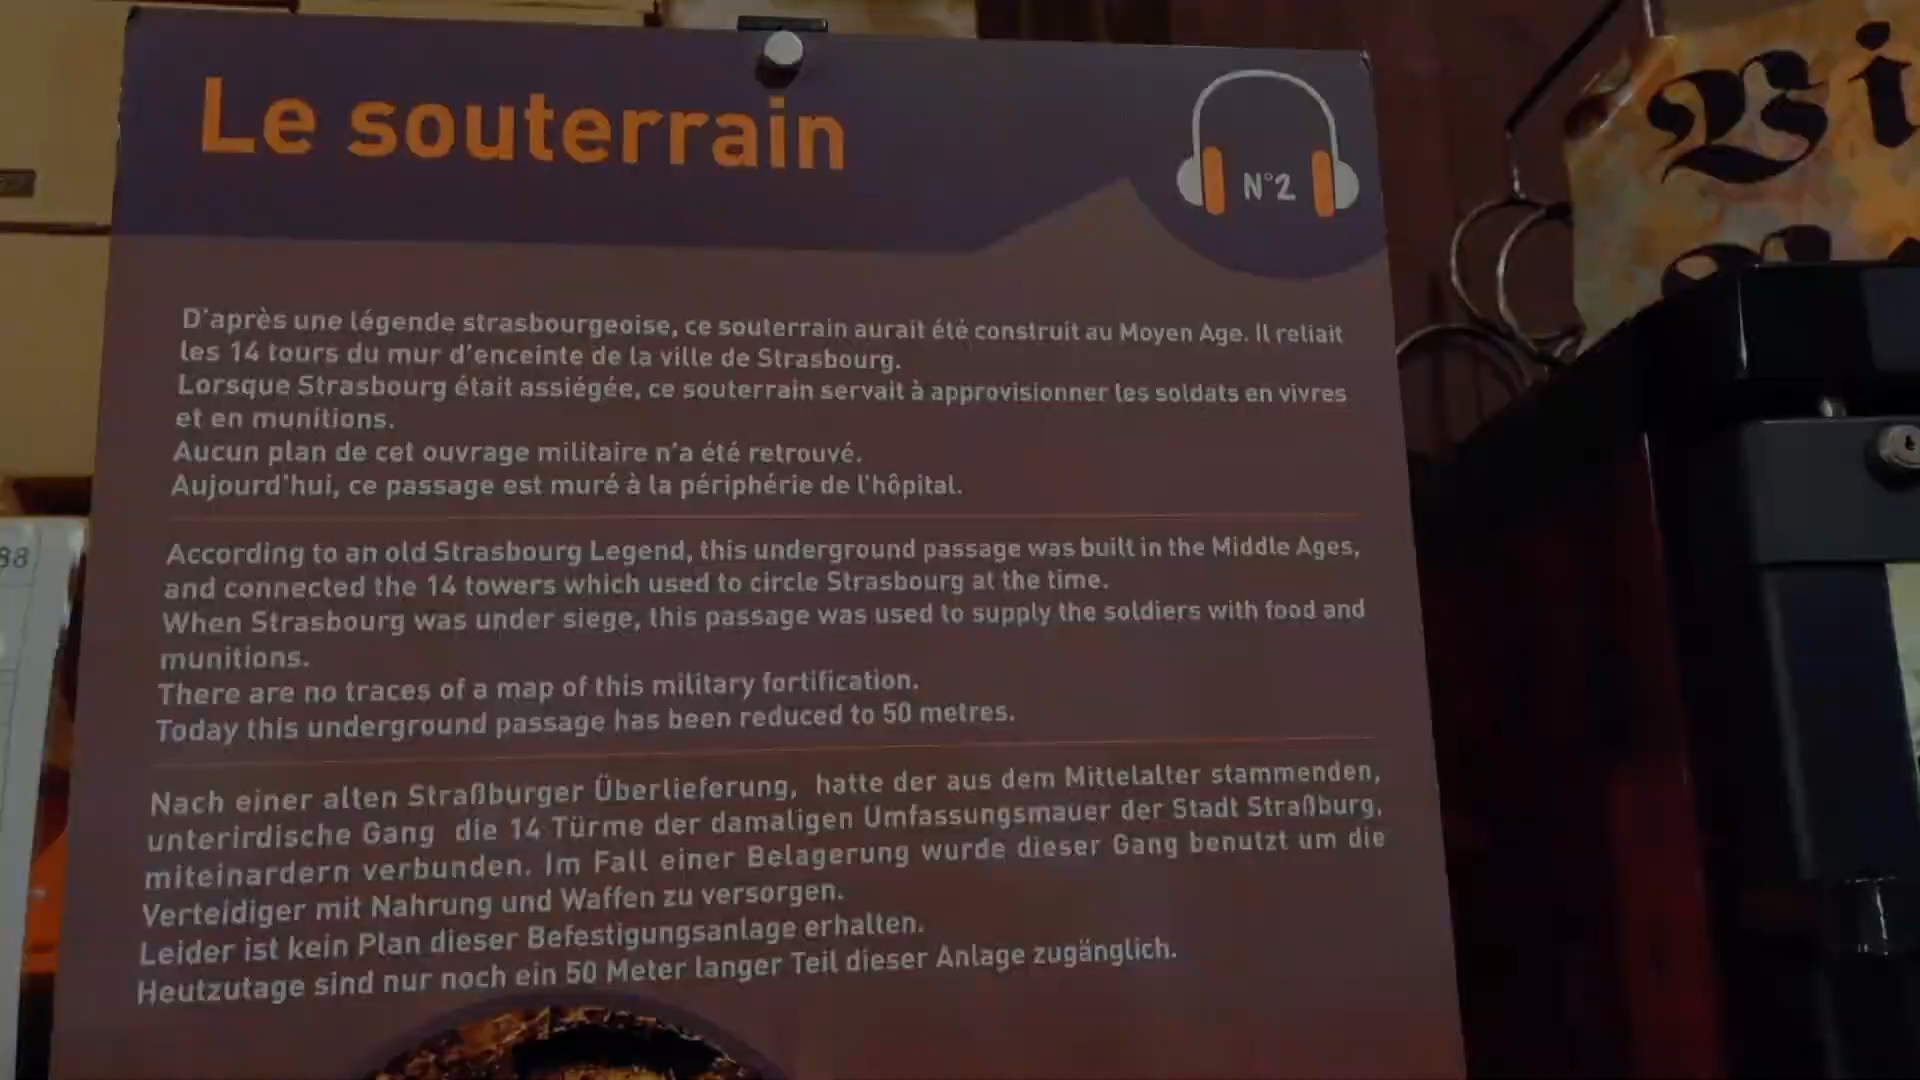 Le souterrain
N°2
Bi
D'après une légende strasbourgeoise, ce souterrain aurait été construit au Moyen Age. Il reliait
les 14 tours du mur d'enceinte de la ville de Strasbourg.
Lorsque Strasbourg était assiégée, ce souterrain servait à approvisionner les soldats en vivres
et en munitions.
Aucun plan de cet ouvrage militaire n'a été retrouvé.
Aujourd'hui, ce passage est muré à la périphérie de l'hôpital.
According to an old Strasbourg Legend, this underground passage was built in the Middle Ages,
and connected the 14 towers which used to circle Strasbourg at the time.
When Strasbourg was under siege, this passage was used to supply the soldiers with food and
munitions.
There are no traces of a map of this military fortification.
Today this underground passage has been reduced to 50 metres.
Nach einer alten Straßburger Überlieferung, hatte der aus dem Mittelalter stammenden,
unterirdische Gang die 14 Türme der damaligen Umfassungsmauer der Stadt Straßburg,
miteinardern verbunden. Im Fall einer Belagerung wurde dieser Gang benutzt um die
Verteidiger mit Nahrung und Waffen zu versorgen.
Leider ist kein Plan dieser Befestigungsanlage erhalten.
Heutzutage sind nur noch ein 50 Meter langer Teil dieser Anlage zugänglich.
88